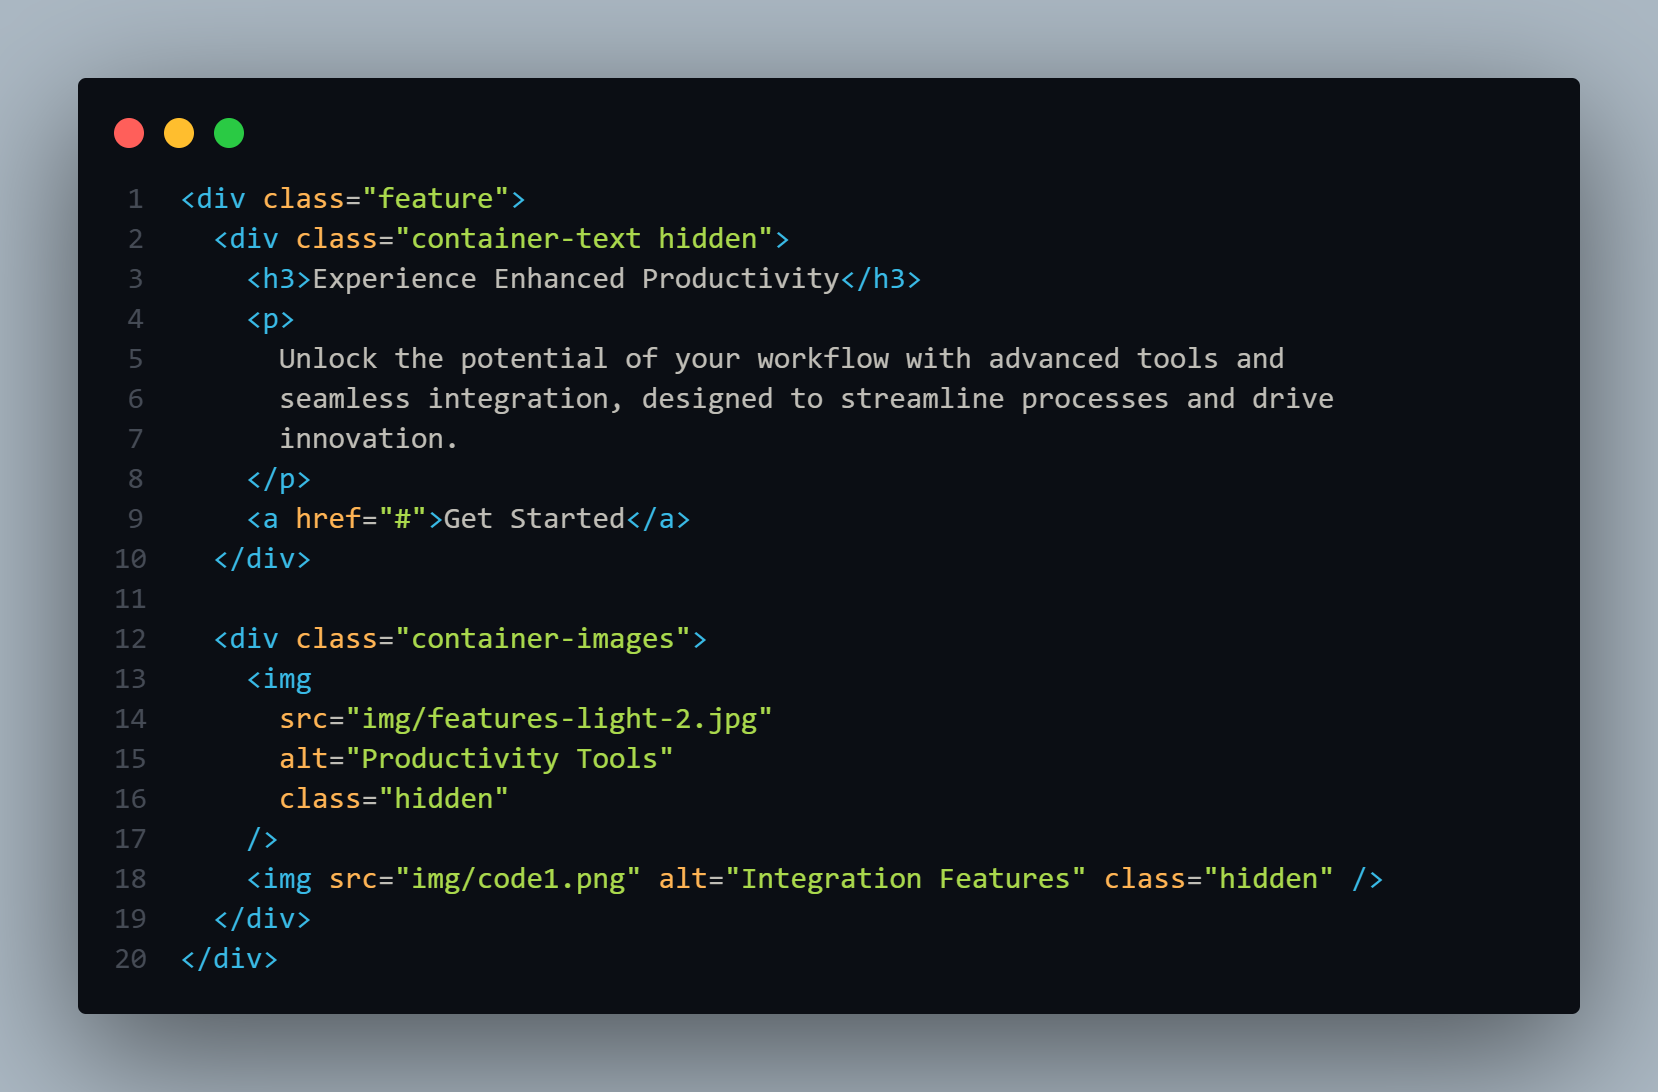 1 <div class="feature">
2   <div class="container-text hidden">
3     <h3>Experience Enhanced Productivity</h3>
4     <p>
5       Unlock the potential of your workflow with advanced tools and
6       seamless integration, designed to streamline processes and drive
7       innovation.
8     </p>
9     <a href="#">Get Started</a>
10   </div>
11
12   <div class="container-images">
13     <img
14       src="img/features-light-2.jpg"
15       alt="Productivity Tools"
16       class="hidden"
17     />
18     <img src="img/code1.png" alt="Integration Features" class="hidden" />
19   </div>
20 </div>